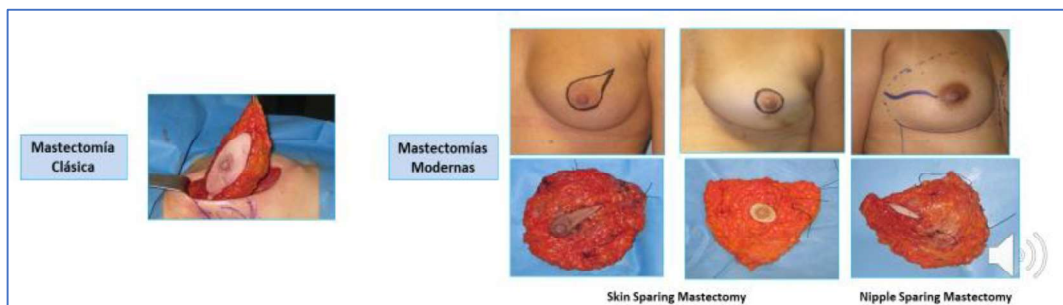 Mastectomía
Clásica
Mastectomías
Modernas
Skin Sparing Mastectomy
Nipple Sparing Mastectomy